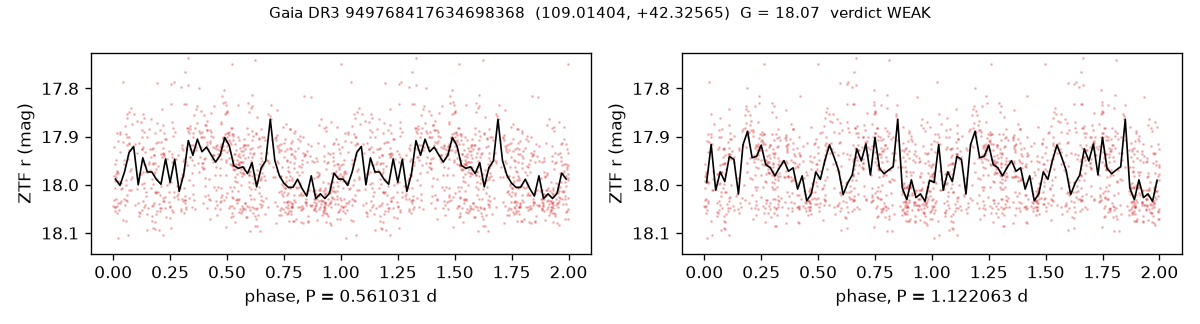 Gaia DR3 949768417634698368 (109.01404, +42.32565) G = 18.07 verdict WEAK
ZTF r (mag)
17.8
17.9
18.0
18.1
0.00 0.25 0.50 0.75 1.00 1.25 1.50 1.75 2.00
phase, P = 0.561031 d
ZTF r (mag)
17.8
17.9
18.0
18.1
0.00 0.25 0.50 0.75 1.00 1.25 1.50 1.75 2.00
phase, P = 1.122063 d